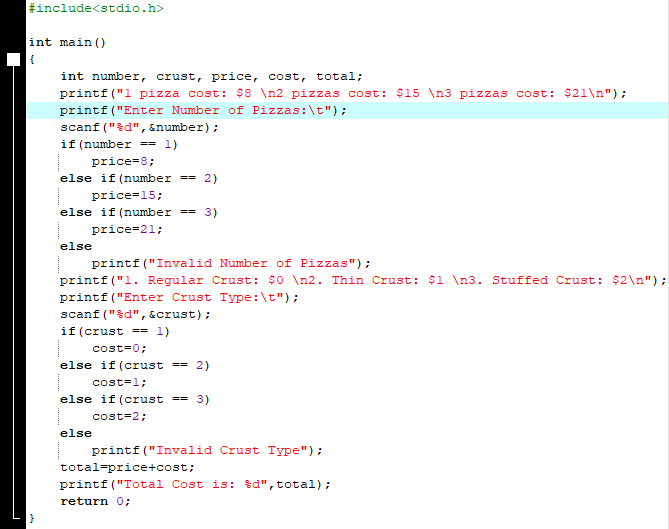 #include<stdio.h>
int main()
{
int number, crust, price, cost, total;
printf("1 pizza cost: $8 \n2 pizzas cost: $15 \n3 pizzas cost: $21\n");
printf("Enter Number of Pizzas:\t");
scanf("%d",&number);
if(number == 1)
price=8;
else if(number == 2)
price=15;
else if(number == 3)
price=21;
else
printf("Invalid Number of Pizzas");
printf("1. Regular Crust: $0 \n2. Thin Crust: $1 \n3. Stuffed Crust: $2\n");
printf("Enter Crust Type:\t");
scanf("%d",&crust);
if(crust == 1)
cost=0;
else if(crust == 2)
cost=1;
else if(crust == 3)
cost=2;
else
printf("Invalid Crust Type");
total=price+cost;
printf("Total Cost is: %d",total);
return 0;
}